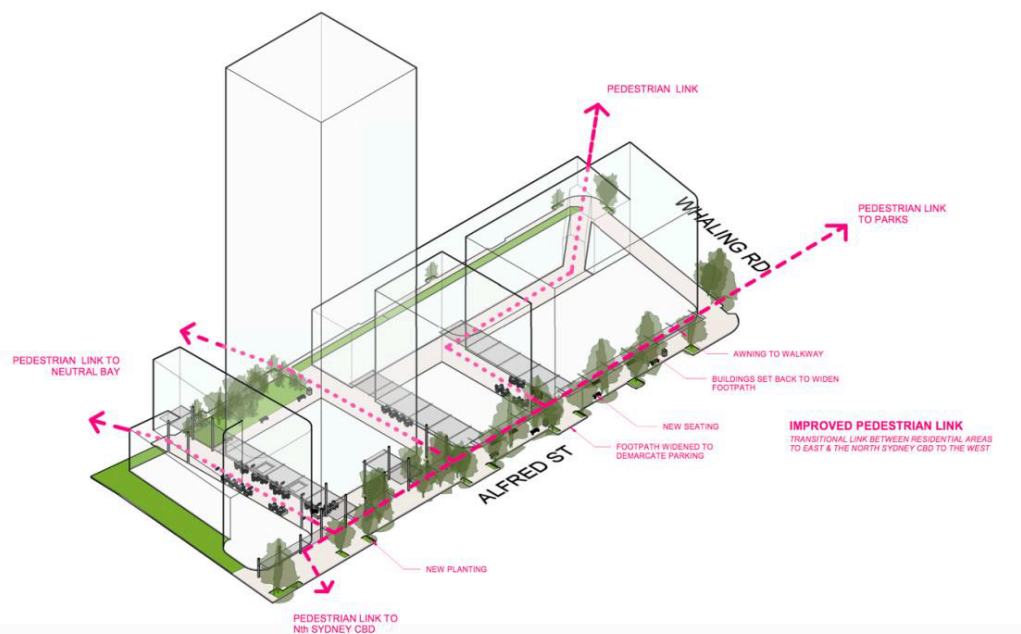 PEDESTRIAN LINK
WHALING RD
PEDESTRIAN LINK
TO PARKS
PEDESTRIAN LINK TO
NEUTRAL BAY
AWNING TO WALKWAY
BUILDINGS SET BACK TO WIDEN
FOOTPATH
NEW SEATING
IMPROVED PEDESTRIAN LINK
TRANSITIONAL LINK BETWEEN RESIDENTIAL AREAS
TO EAST & THE NORTH SYDNEY CBD TO THE WEST
FOOTPATH WIDENED TO
DEMARCATE PARKING
ALFRED ST
NEW PLANTING
PEDESTRIAN LINK TO
Nth SYDNEY CBD